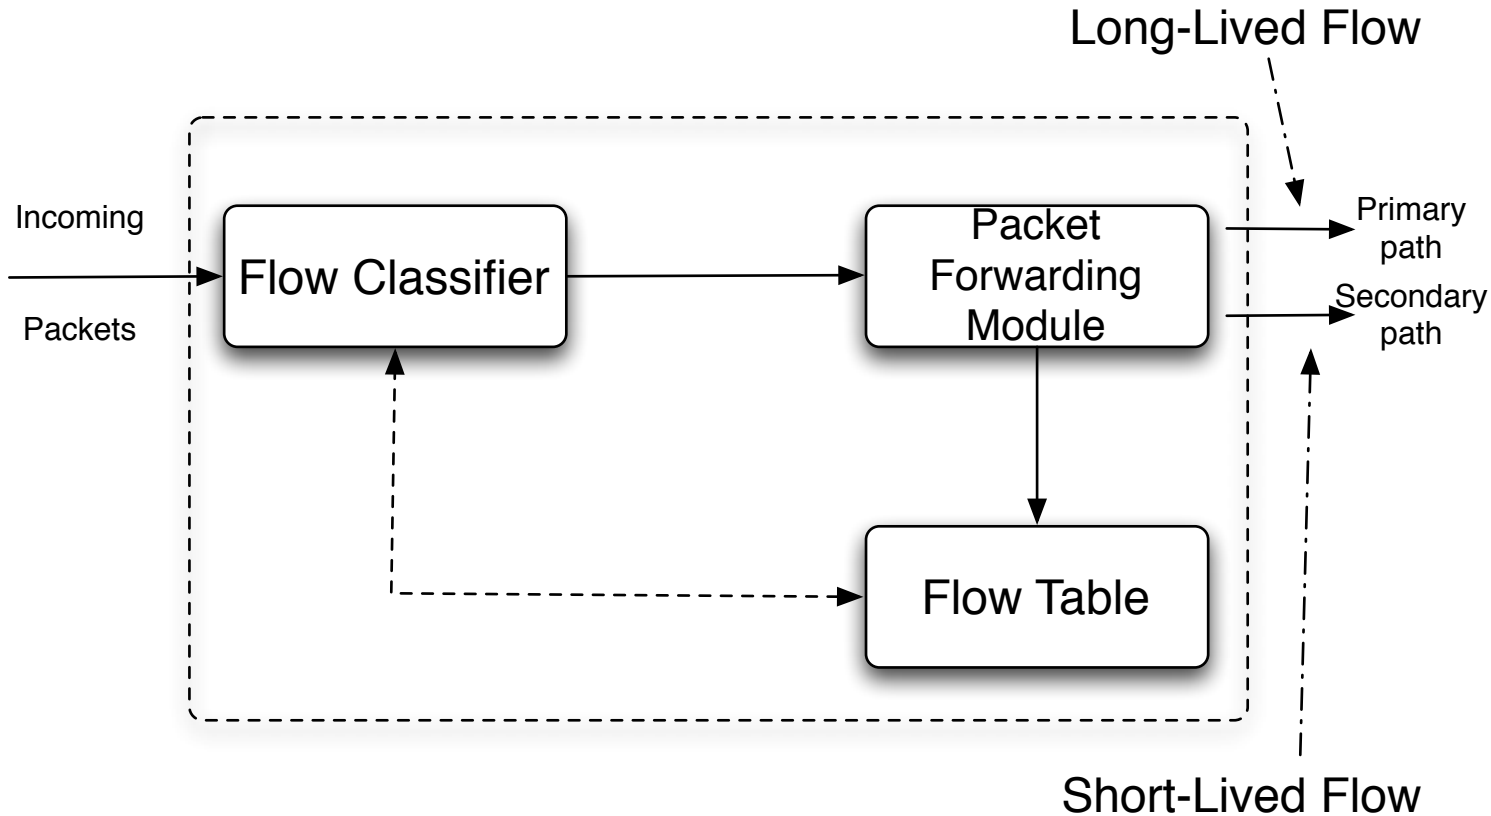 Long-Lived Flow
Incoming
Packets
Flow Classifier
Packet
Forwarding
Module
Primary
path
Secondary
path
Flow Table
Short-Lived Flow